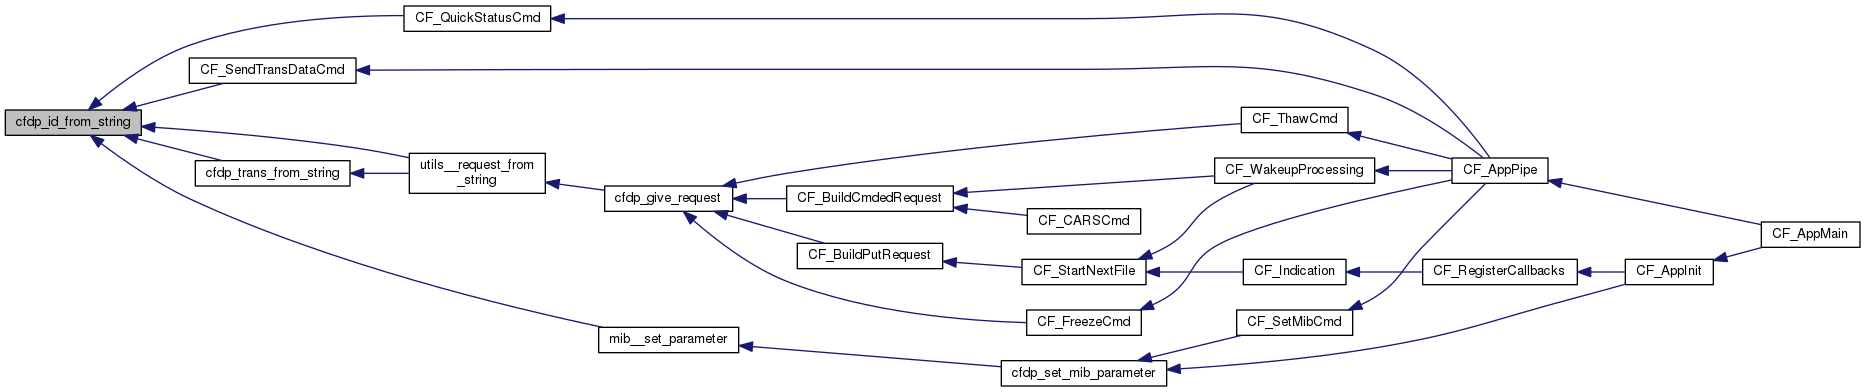 CF_QuickStatusCmd
CF_SendTransDataCmd
cfdp_id_from_string
cfdp_trans_from_string
utils__request_from
_string
mib__set_parameter
cfdp_give_request
CF_BuildCmdedRequest
CF_BuildPutRequest
CF_CARSCmd
CF_StartNextFile
CF_FreezeCmd
cfdp_set_mib_parameter
CF_ThawCmd
CF_WakeupProcessing
CF_Indication
CF_SetMibCmd
CF_AppPipe
CF_RegisterCallbacks
CF_AppInit
CF_AppMain